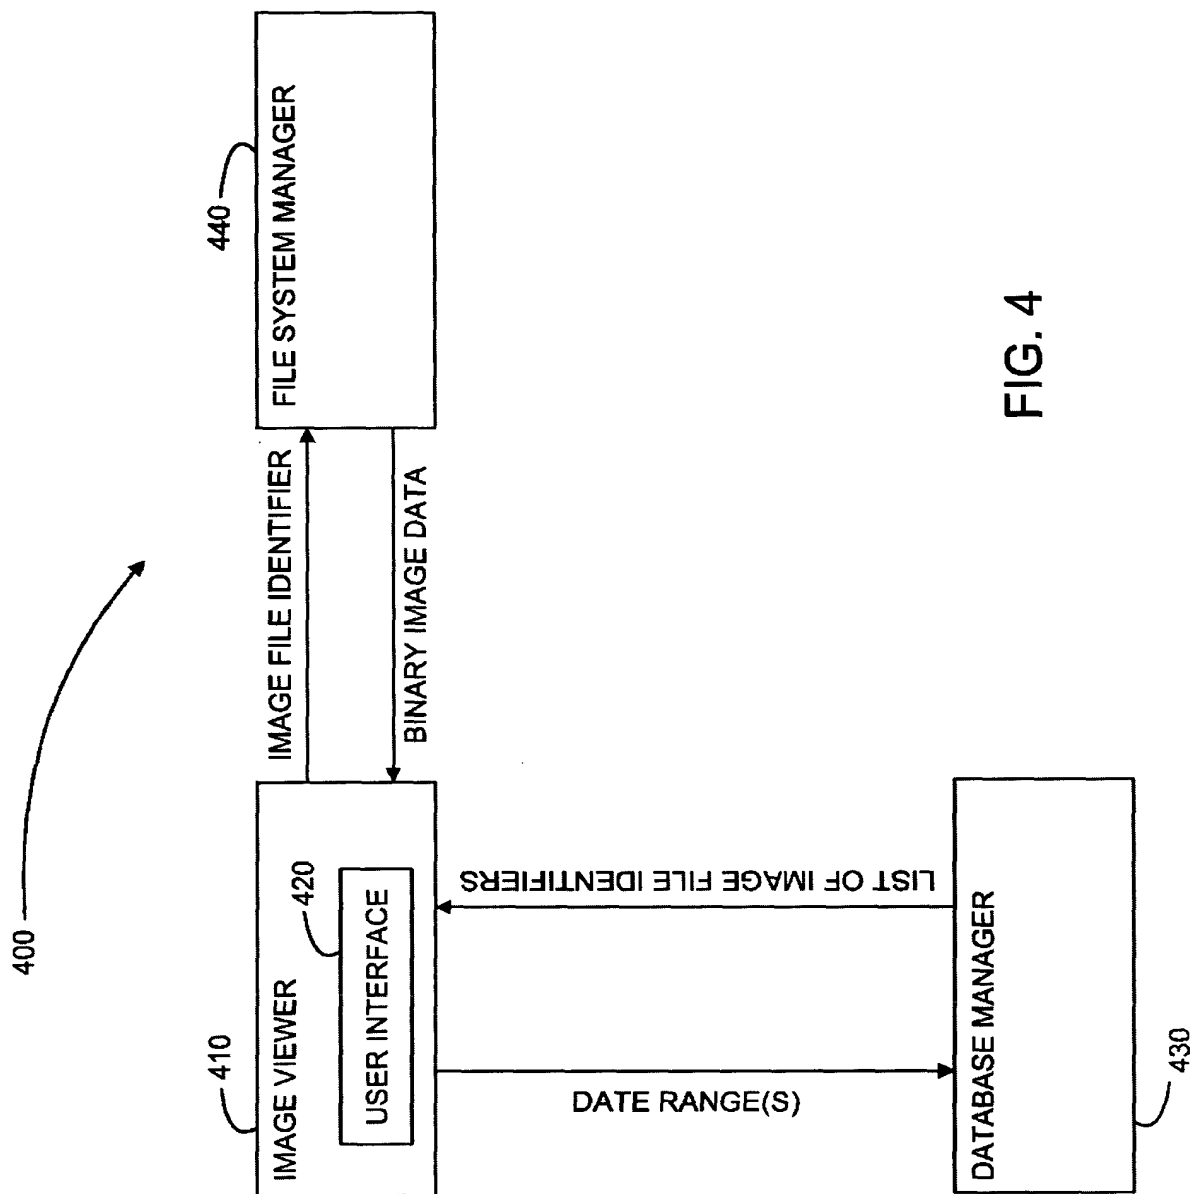 400
410
IMAGE VIEWER
420
USER INTERFACE
IMAGE FILE IDENTIFIER
BINARY IMAGE DATA
440
FILE SYSTEM MANAGER
DATE RANGE(S)
LIST OF IMAGE FILE IDENTIFIERS
DATABASE MANAGER
430
FIG. 4